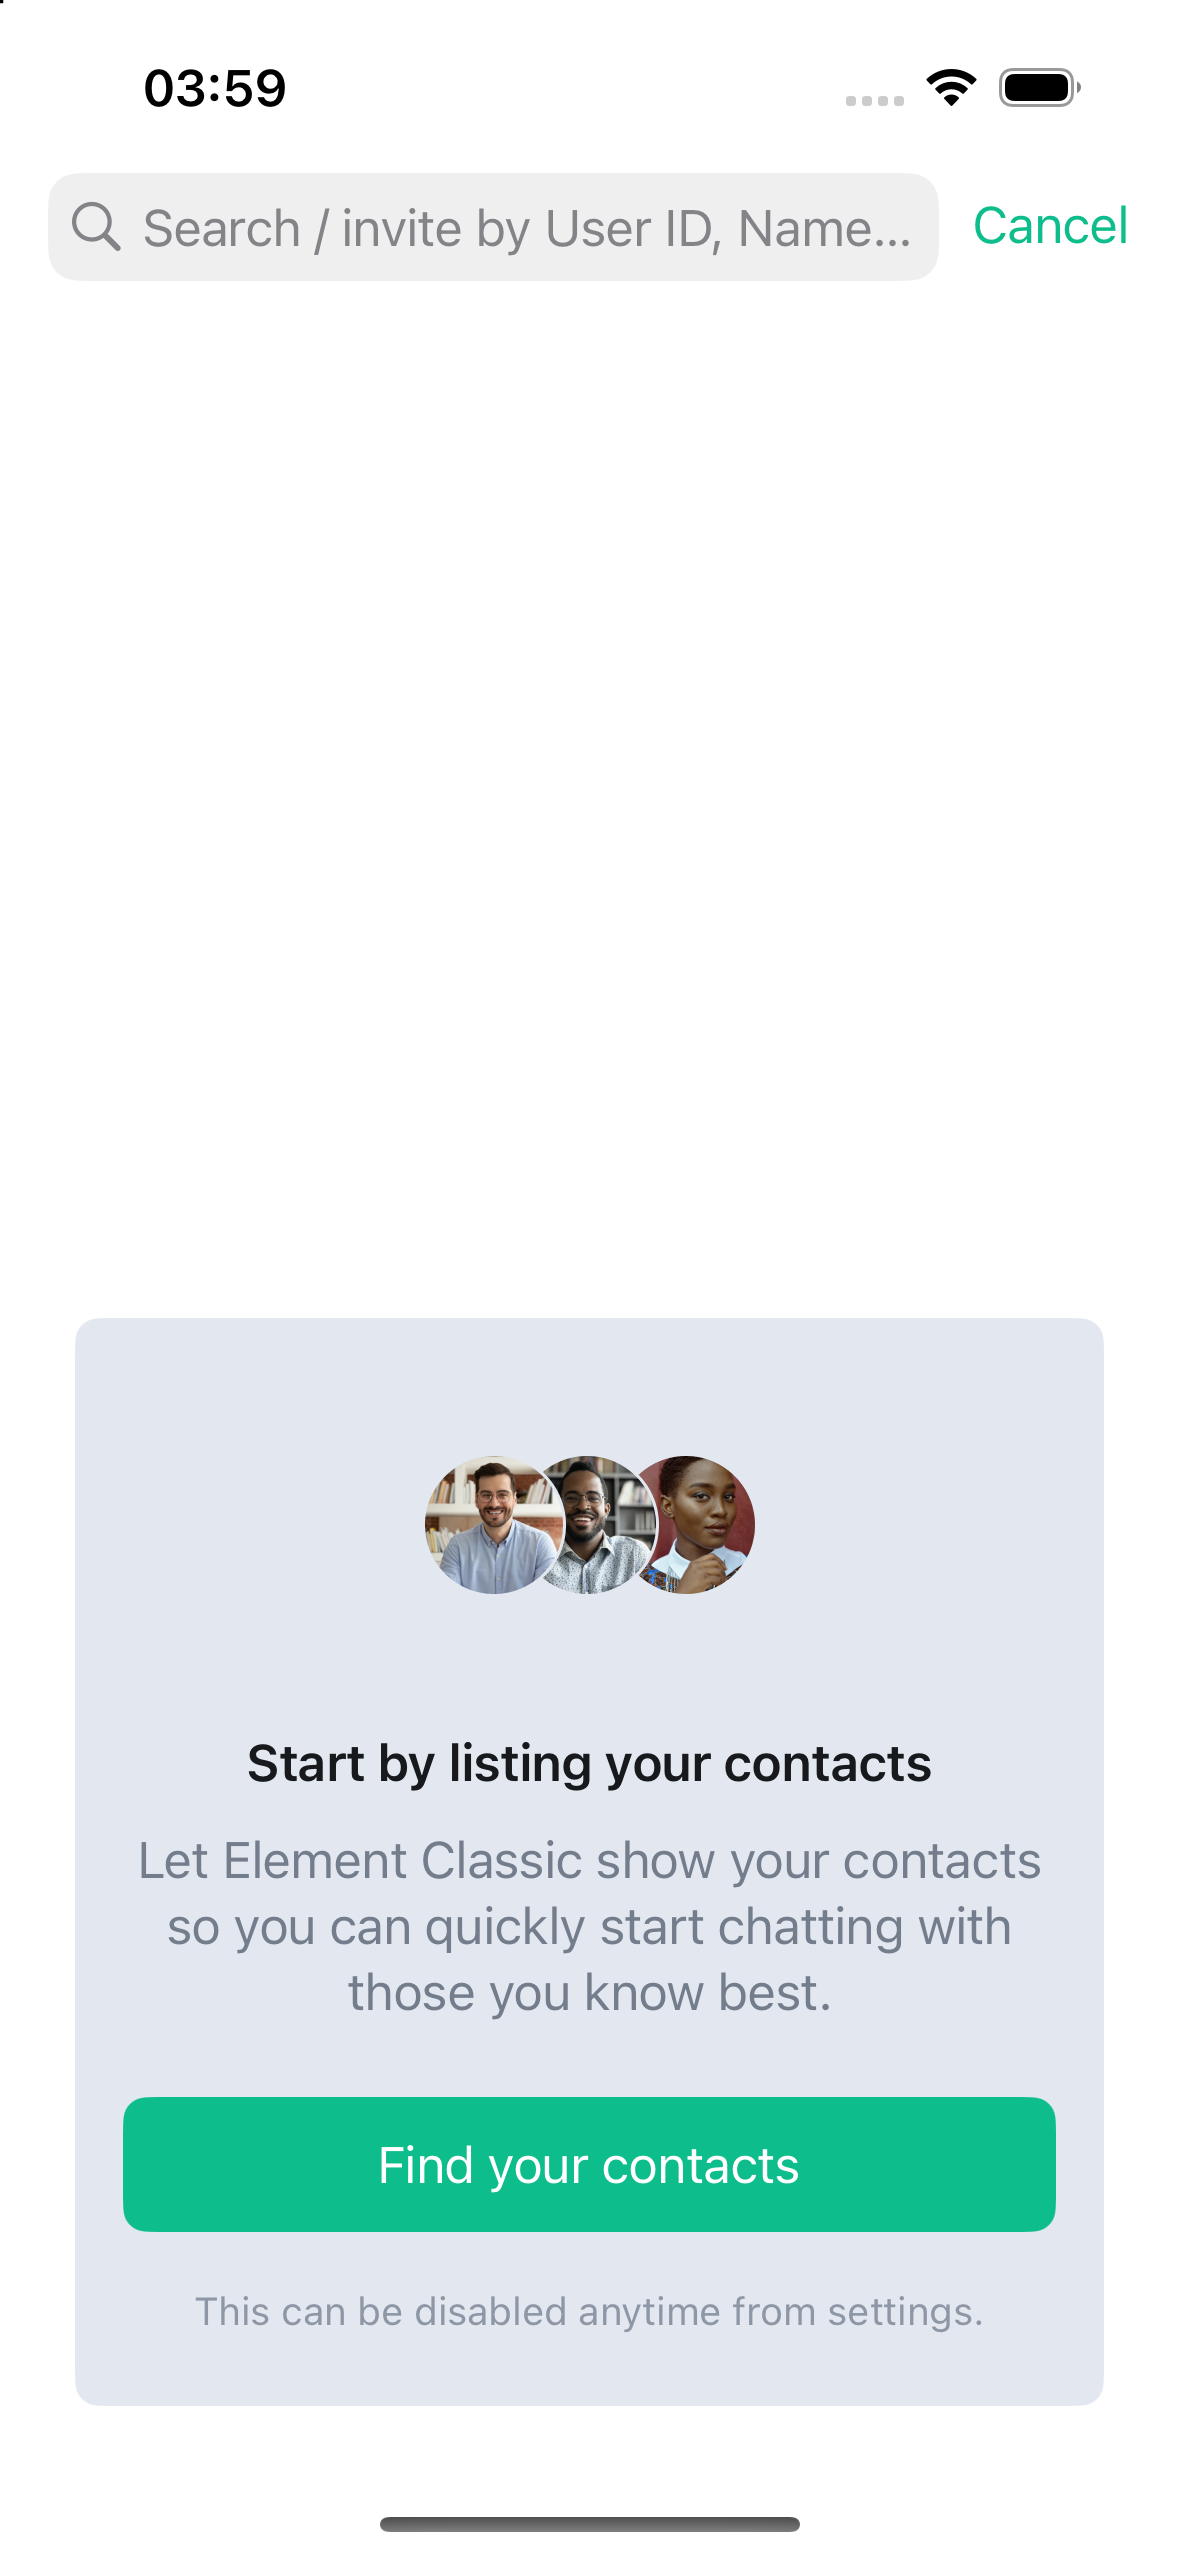 03:59
Search / invite by User ID, Name...
Cancel
Start by listing your contacts
Let Element Classic show your contacts
so you can quickly start chatting with
those you know best.
Find your contacts
This can be disabled anytime from settings.